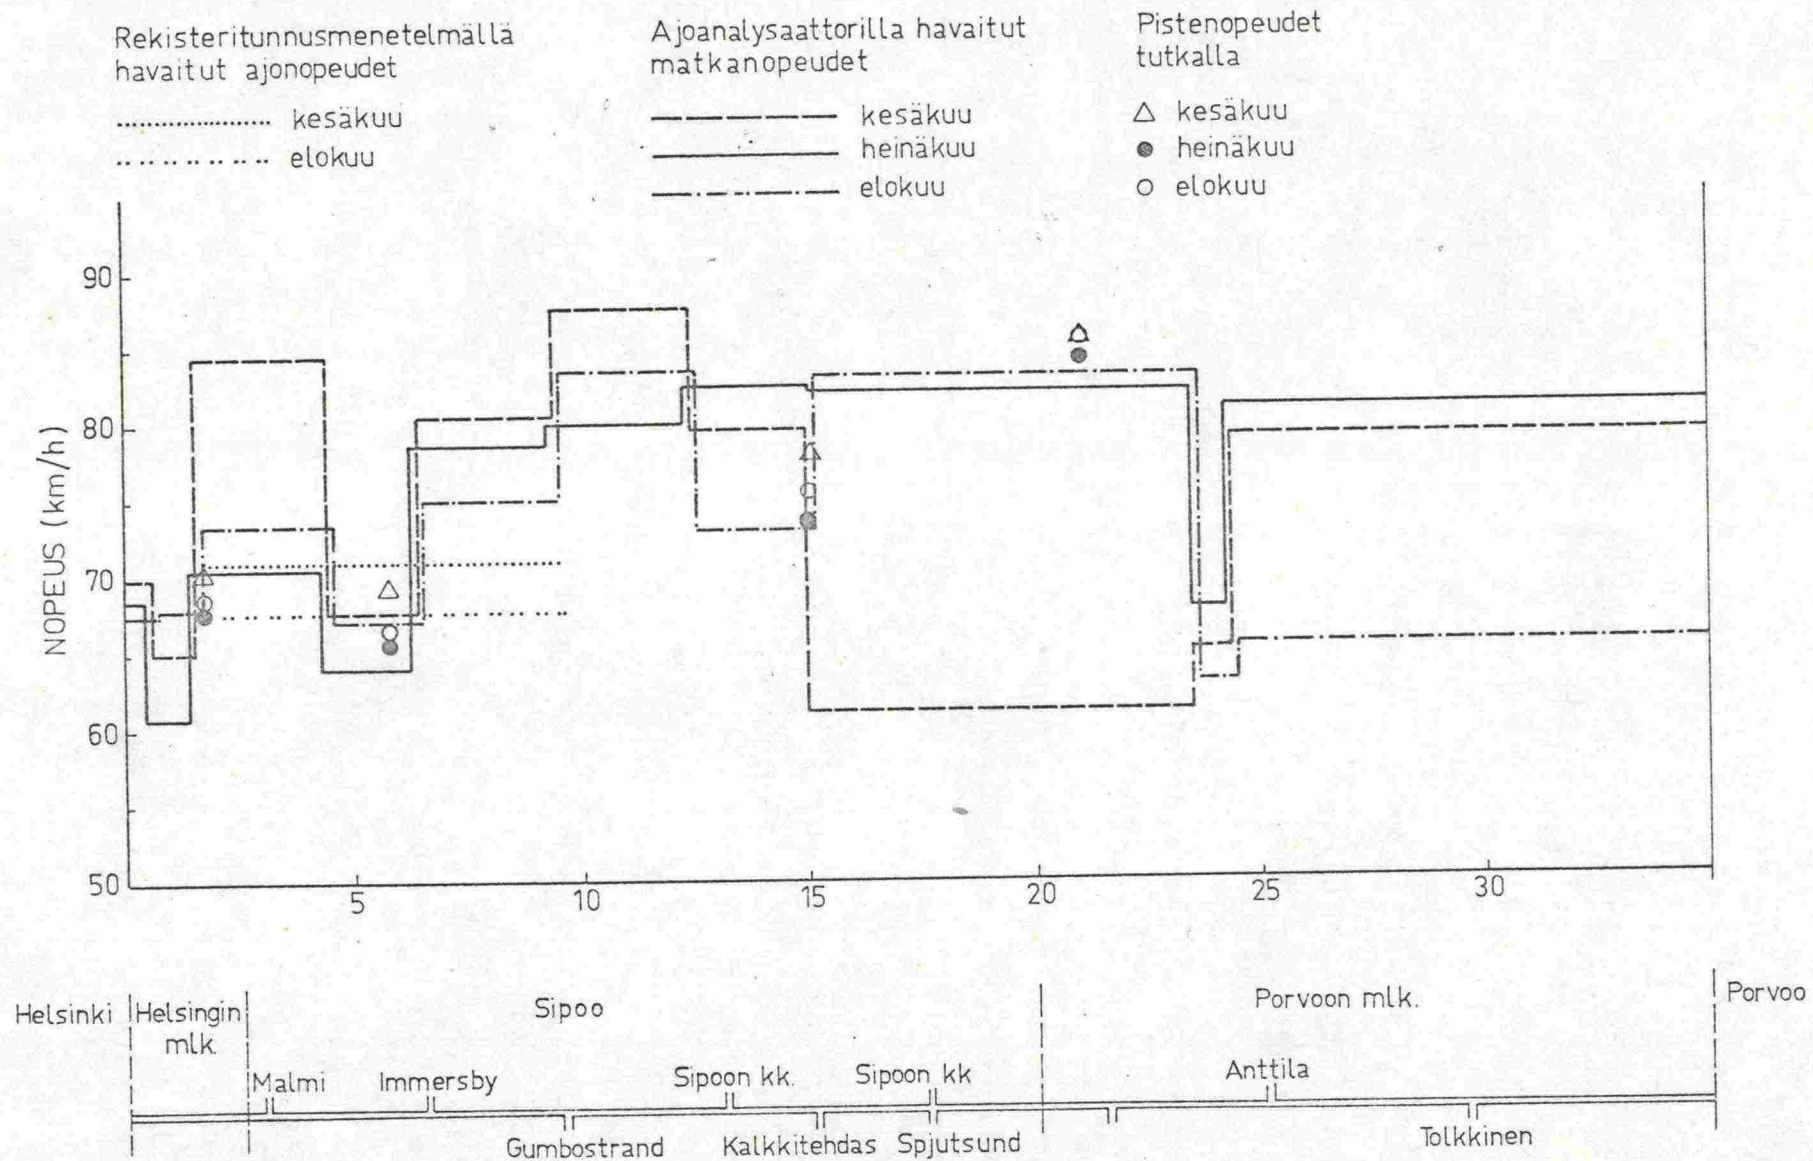 Rekisteritunnusmenetelmällä
havaitut ajonopeudet
kesäkuu
elokuu
Ajoanalysaattorilla havaitut
matkanopeudet
kesäkuu
heinäkuu
elokuu
Pistenopeudet
tutkalla
kesäkuu
heinäkuu
elokuu
NOPEUS (km/h)
90
80
70
60
50
5
10
15
20
25
30
Helsinki
Helsingin
mlk.
Sipoo
Porvoon mlk.
Porvoo
Malmi
Immersby
Sipoon kk.
Sipoon kk
Anttila
Gumbostrand
Kalkkitehdas
Spjutsund
Tolkkinen